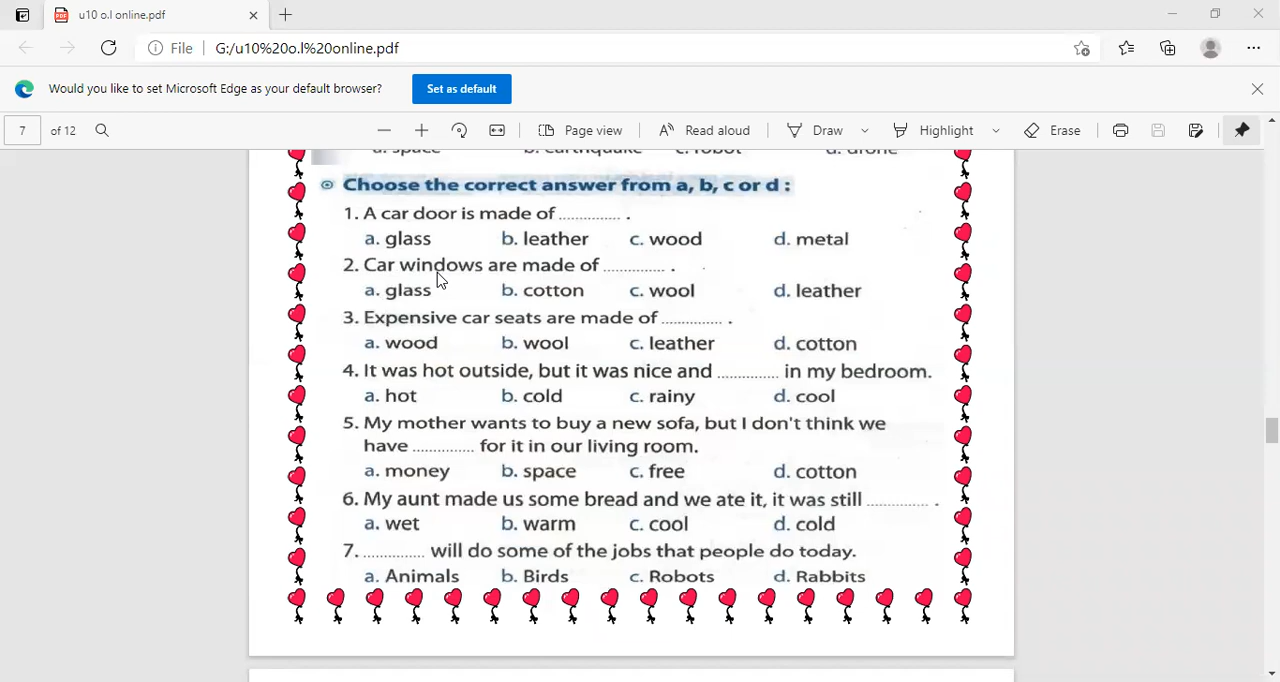 u10 o.l online.pdf
File G:/u10%20o.l%20online.pdf
Would you like to set Microsoft Edge as your default browser? Set as default
7 of 12 Page view Read aloud Draw Highlight Erase
a. space b. earthquake c. robot d. drone
Choose the correct answer from a, b, c or d :
1. A car door is made of ............. .
a. glass b. leather c. wood d. metal
2. Car windows are made of ............. .
a. glass b. cotton c. wool d. leather
3. Expensive car seats are made of ............. .
a. wood b. wool c. leather d. cotton
4. It was hot outside, but it was nice and ............. in my bedroom.
a. hot b. cold c. rainy d. cool
5. My mother wants to buy a new sofa, but I don't think we
have ............. for it in our living room.
a. money b. space c. free d. cotton
6. My aunt made us some bread and we ate it, it was still ............. .
a. wet b. warm c. cool d. cold
7. ............. will do some of the jobs that people do today.
a. Animals b. Birds c. Robots d. Rabbits